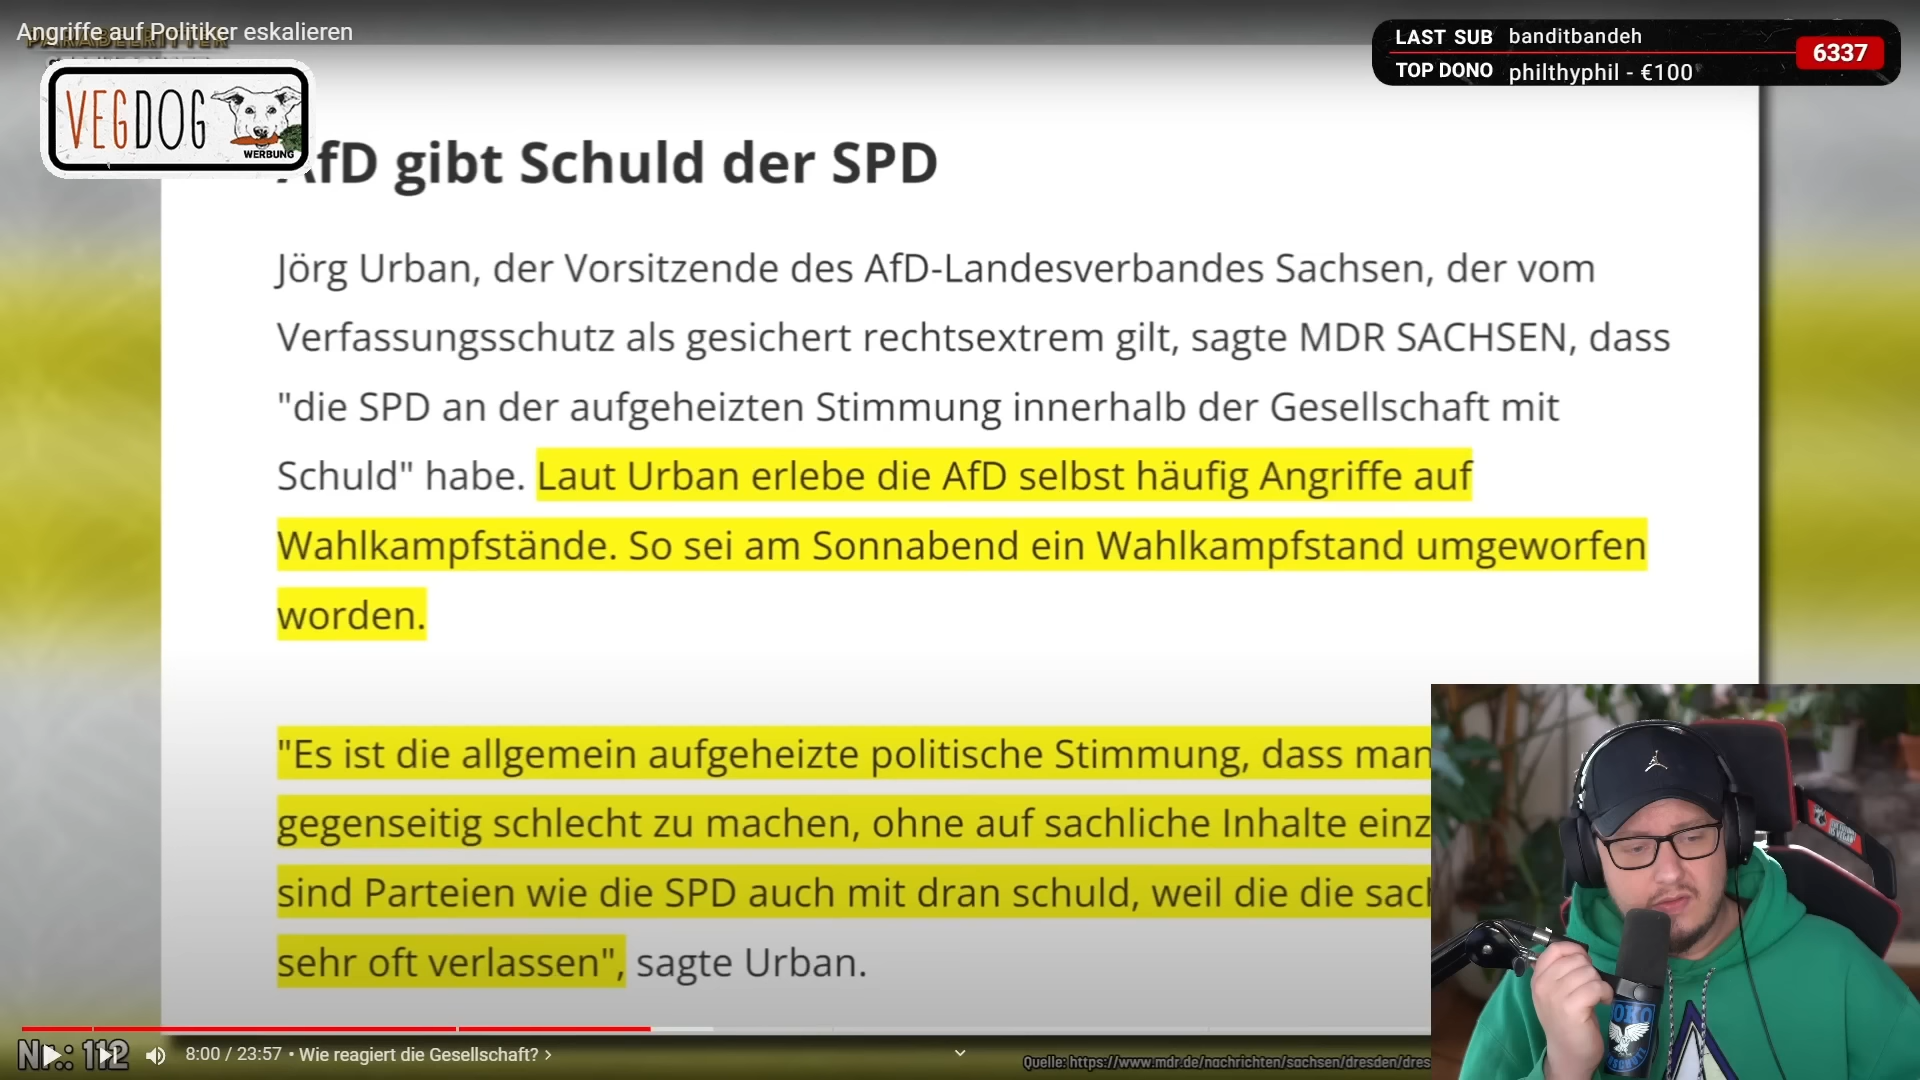 Angriffe auf Politiker eskalieren
LAST SUB banditbandeh
TOP DONO philthyphil - €100
6337
VEGDOG
WERBUNG
AfD gibt Schuld der SPD
Jörg Urban, der Vorsitzende des AfD-Landesverbandes Sachsen, der vom
Verfassungsschutz als gesichert rechtsextrem gilt, sagte MDR SACHSEN, dass
"die SPD an der aufgeheizten Stimmung innerhalb der Gesellschaft mit
Schuld" habe. Laut Urban erlebe die AfD selbst häufig Angriffe auf
Wahlkampfstände. So sei am Sonnabend ein Wahlkampfstand umgeworfen
worden.
"Es ist die allgemein aufgeheizte politische Stimmung, dass man
gegenseitig schlecht zu machen, ohne auf sachliche Inhalte einz
sind Parteien wie die SPD auch mit dran schuld, weil die die sach
sehr oft verlassen", sagte Urban.
Nr.: 112
8:00 / 23:57 • Wie reagiert die Gesellschaft? ›
Quelle: https://www.mdr.de/nachrichten/sachsen/dresden/dres